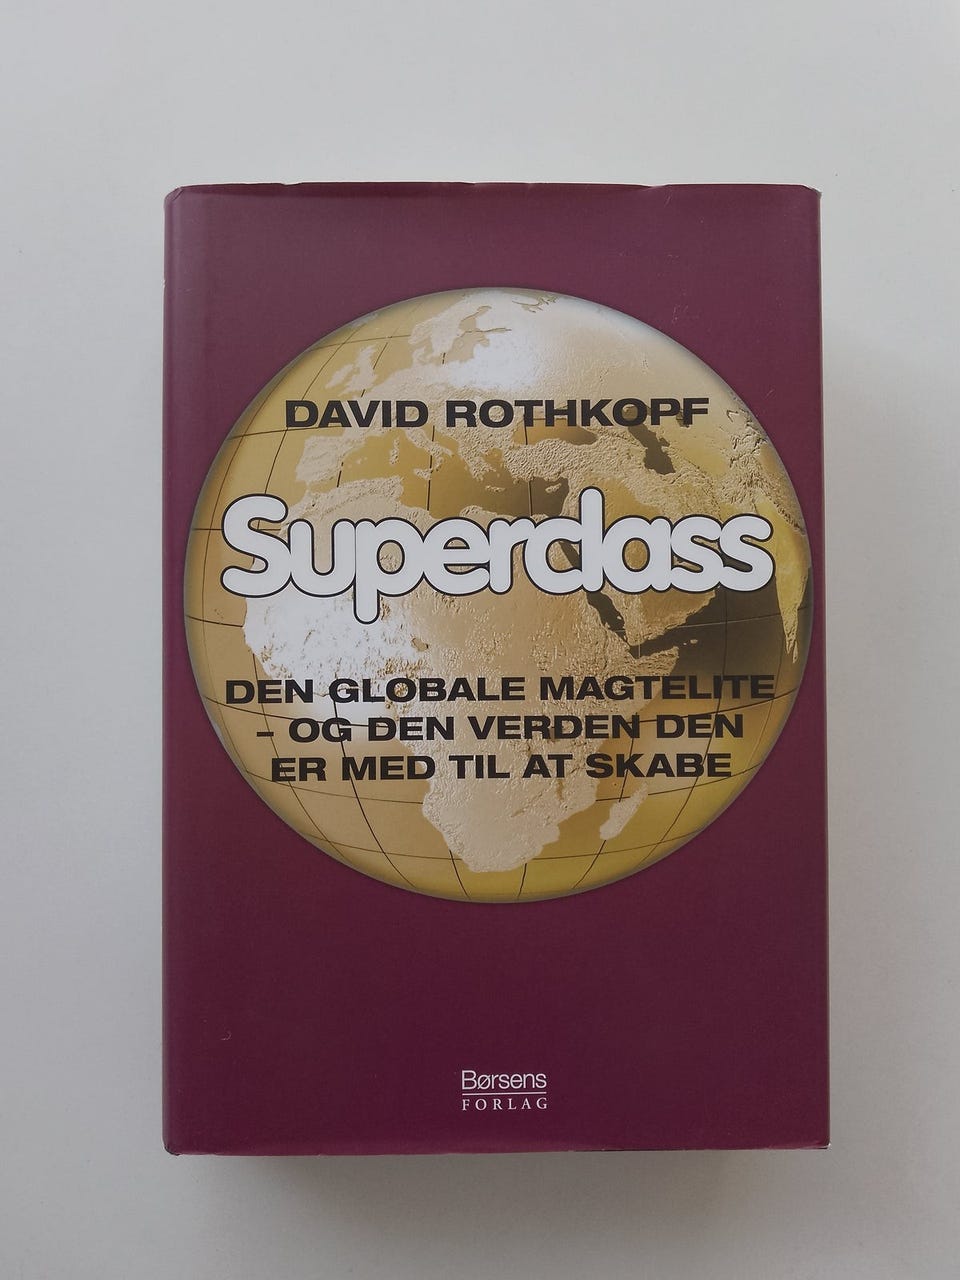 DAVID ROTHKOPF
Superclass
DEN GLOBALE MAGTELITE
– OG DEN VERDEN DEN
ER MED TIL AT SKABE
Børsens
FORLAG